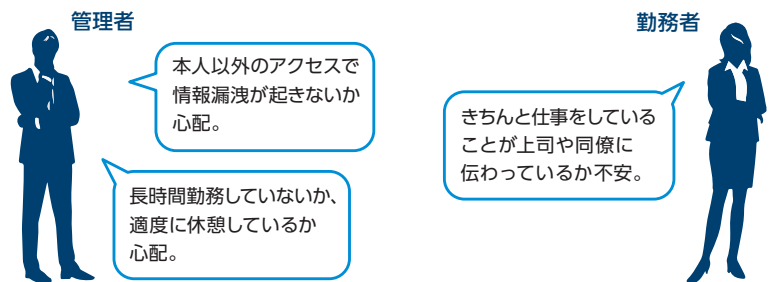 管理者
本人以外のアクセスで
情報漏洩が起きないか
心配。
長時間勤務していないか、
適度に休憩しているか
心配。
勤務者
きちんと仕事をしている
ことが上司や同僚に
伝わっているか不安。